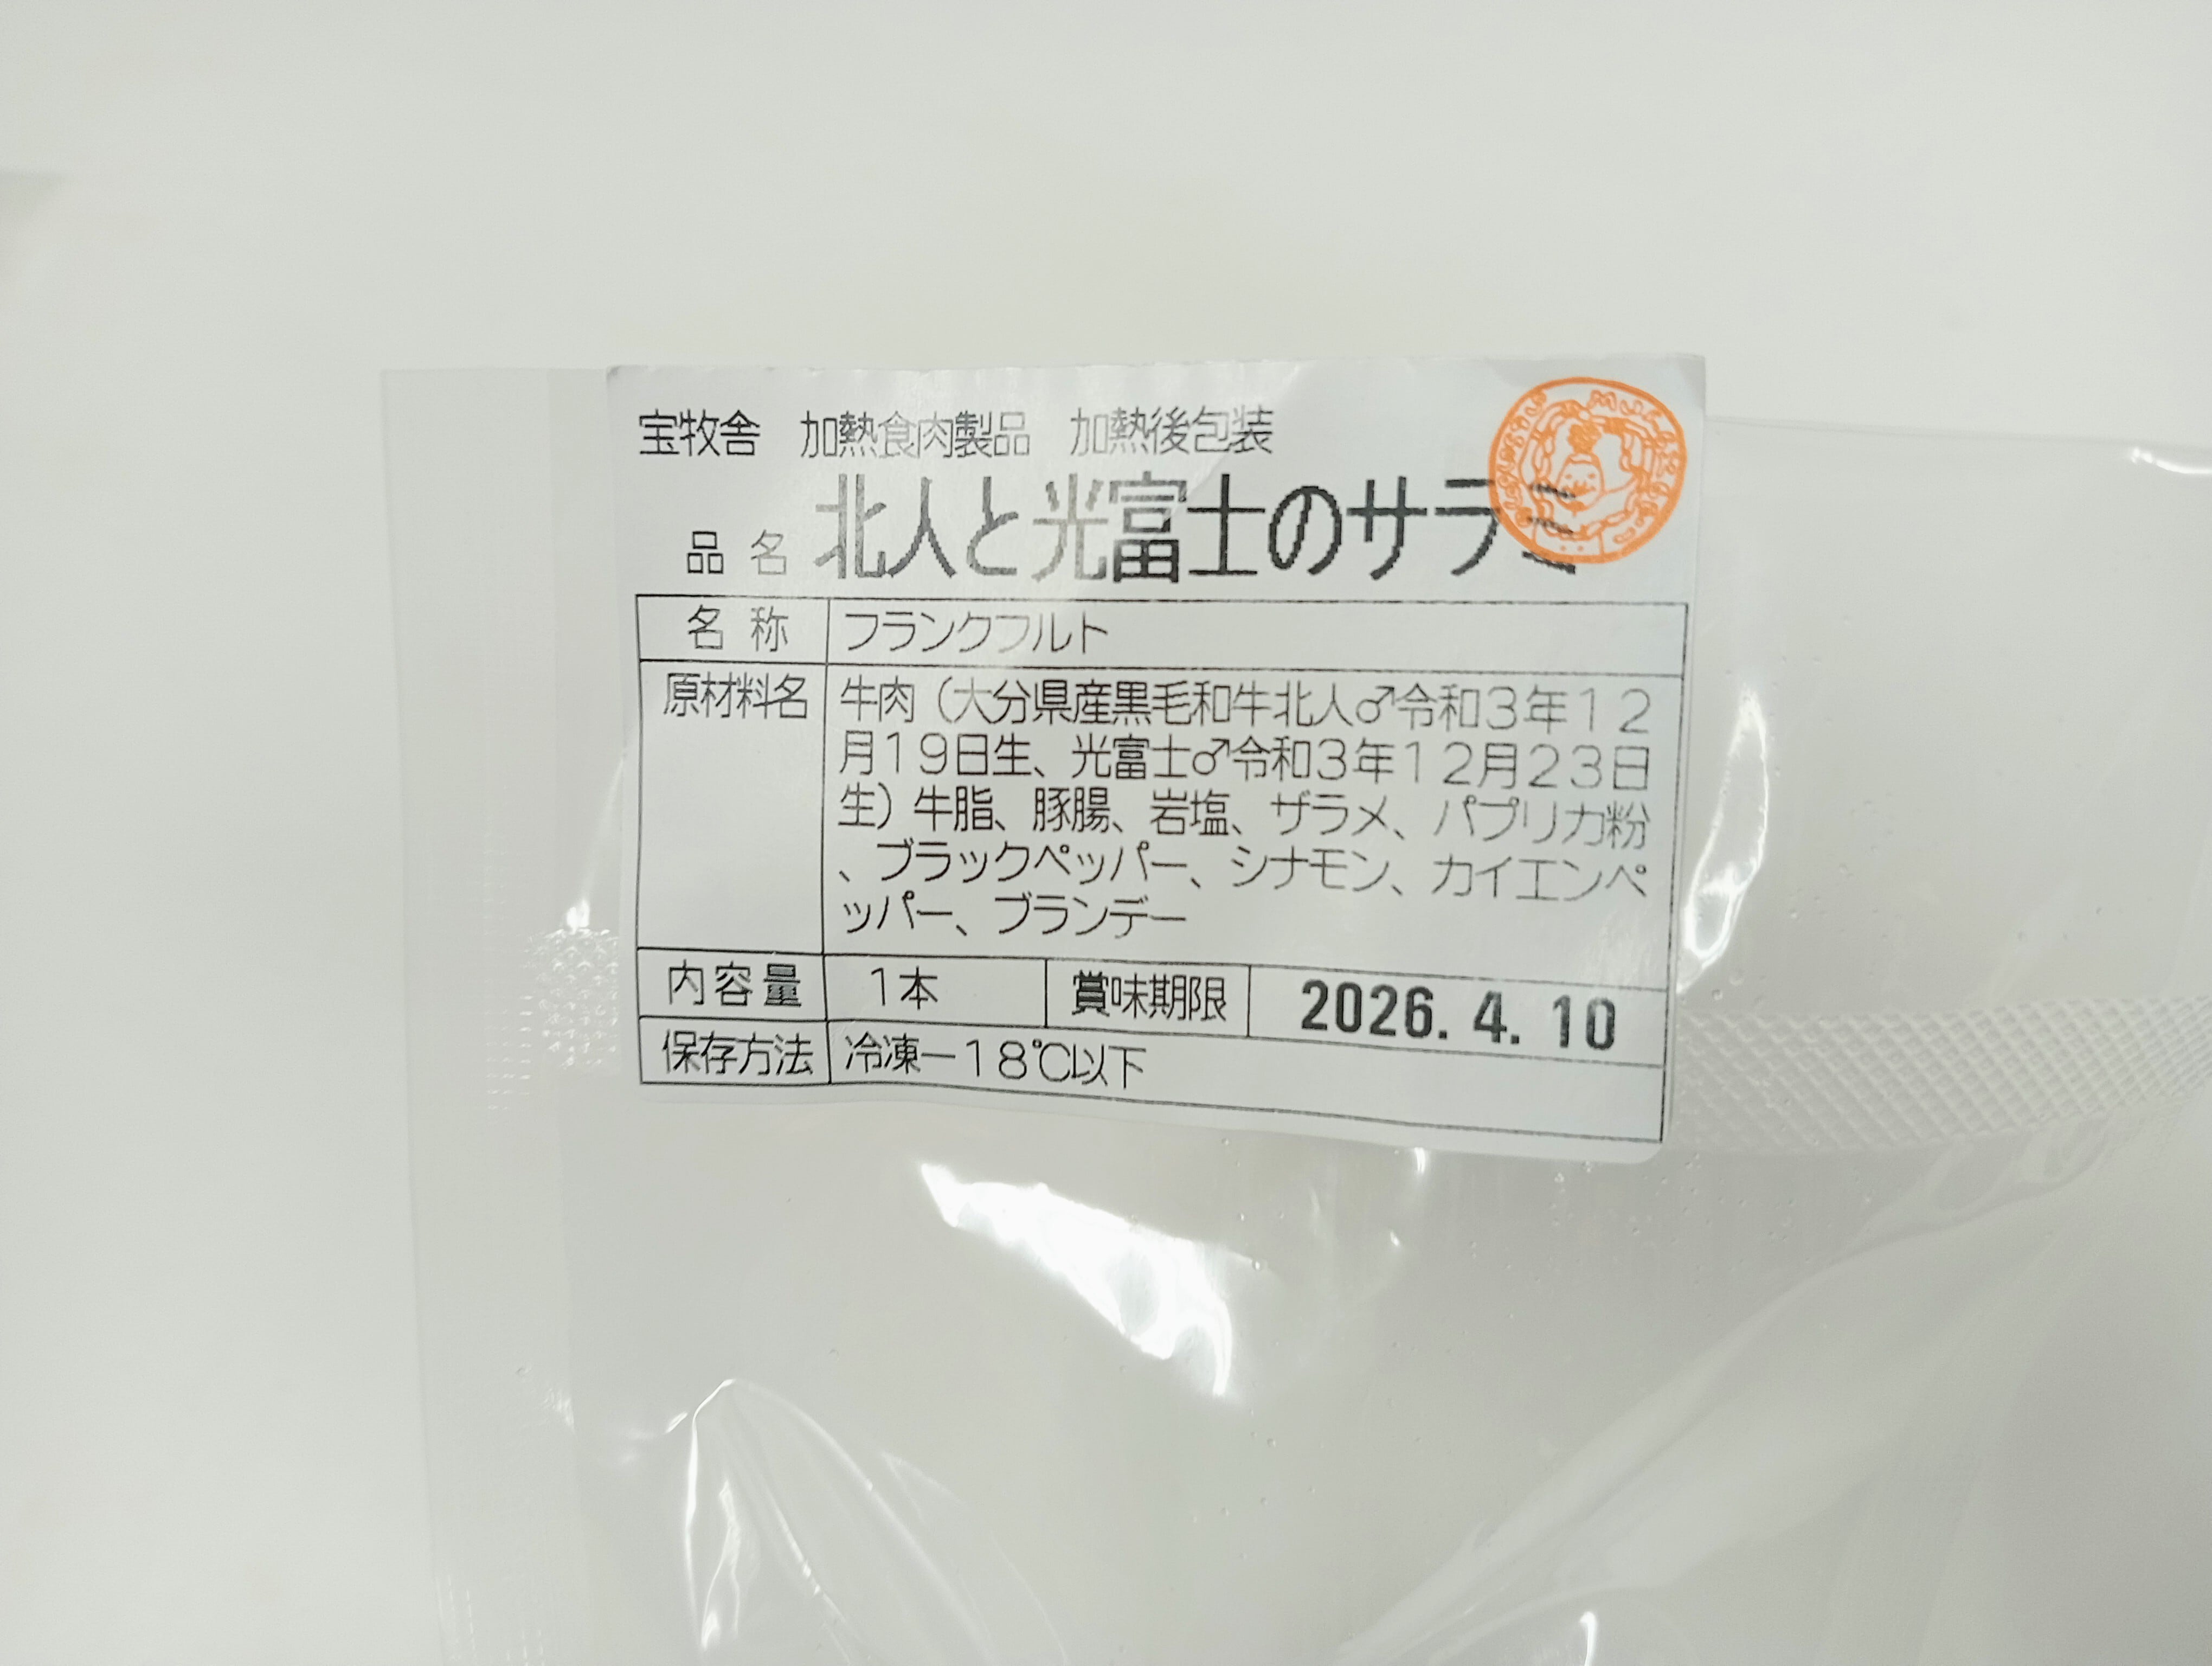 宝牧舎 加熱食肉製品 加熱後包装
品名 北人と光富士のサラミ
名称 フランクフルト
原材料名 牛肉（大分県産黒毛和牛北人♂令和3年12
月19日生、光富士♂令和3年12月23日
生）牛脂、豚腸、岩塩、ザラメ、パプリカ粉
、ブラックペッパー、シナモン、カイエンペ
ッパー、ブランデー
内容量 1本 賞味期限 2026.4.10
保存方法 冷凍－18℃以下